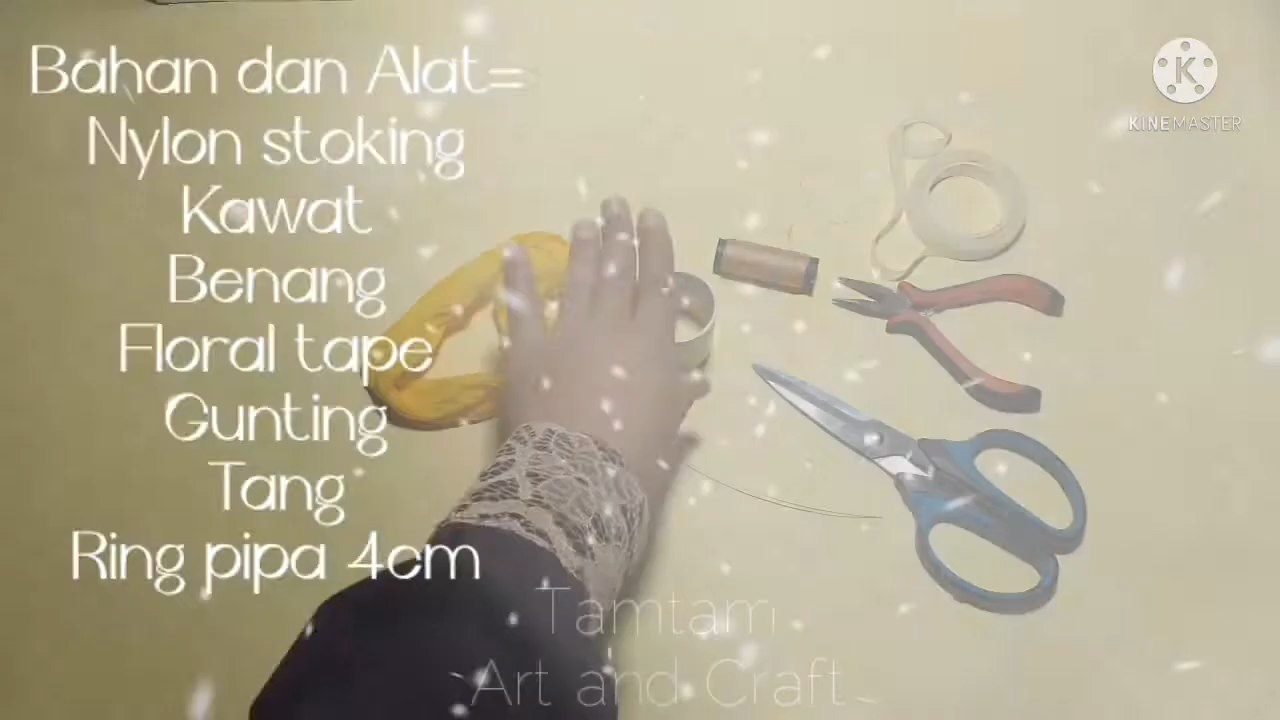 Bahan dan Alat=
Nylon stoking
Kawat
Benang
Floral tape
Gunting
Tang
Ring pipa 4cm
K
KINEMASTER
Tamtam
Art and Craft